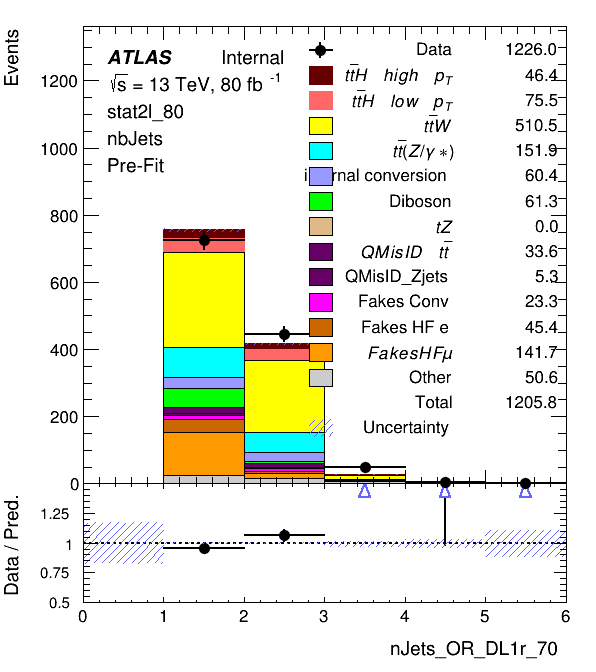 Events
ATLAS Internal
√s = 13 TeV, 80 fb -1
stat2l_80
nbJets
Pre-Fit
Data 1226.0
tt̄H high pT 46.4
tt̄H low pT 75.5
tt̄W 510.5
tt̄(Z/γ*) 151.9
conversion 60.4
Diboson 61.3
tZ 0.0
QMisID tt̄ 33.6
QMisID_Zjets 5.3
Fakes Conv 23.3
Fakes HF e 45.4
FakesHFμ 141.7
Other 50.6
Total 1205.8
Uncertainty
1200
1000
800
600
400
200
0
Data / Pred.
1.25
1
0.75
0.5
0 1 2 3 4 5 6
nJets_OR_DL1r_70